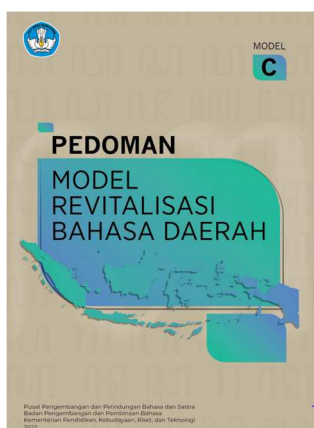 MODEL
C
PEDOMAN
MODEL
REVITALISASI
BAHASA DAERAH
Pusat Pengembangan dan Pelindungan Bahasa dan Sastra
Badan Pengembangan dan Pembinaan Bahasa
Kementerian Pendidikan, Kebudayaan, Riset, dan Teknologi
2022